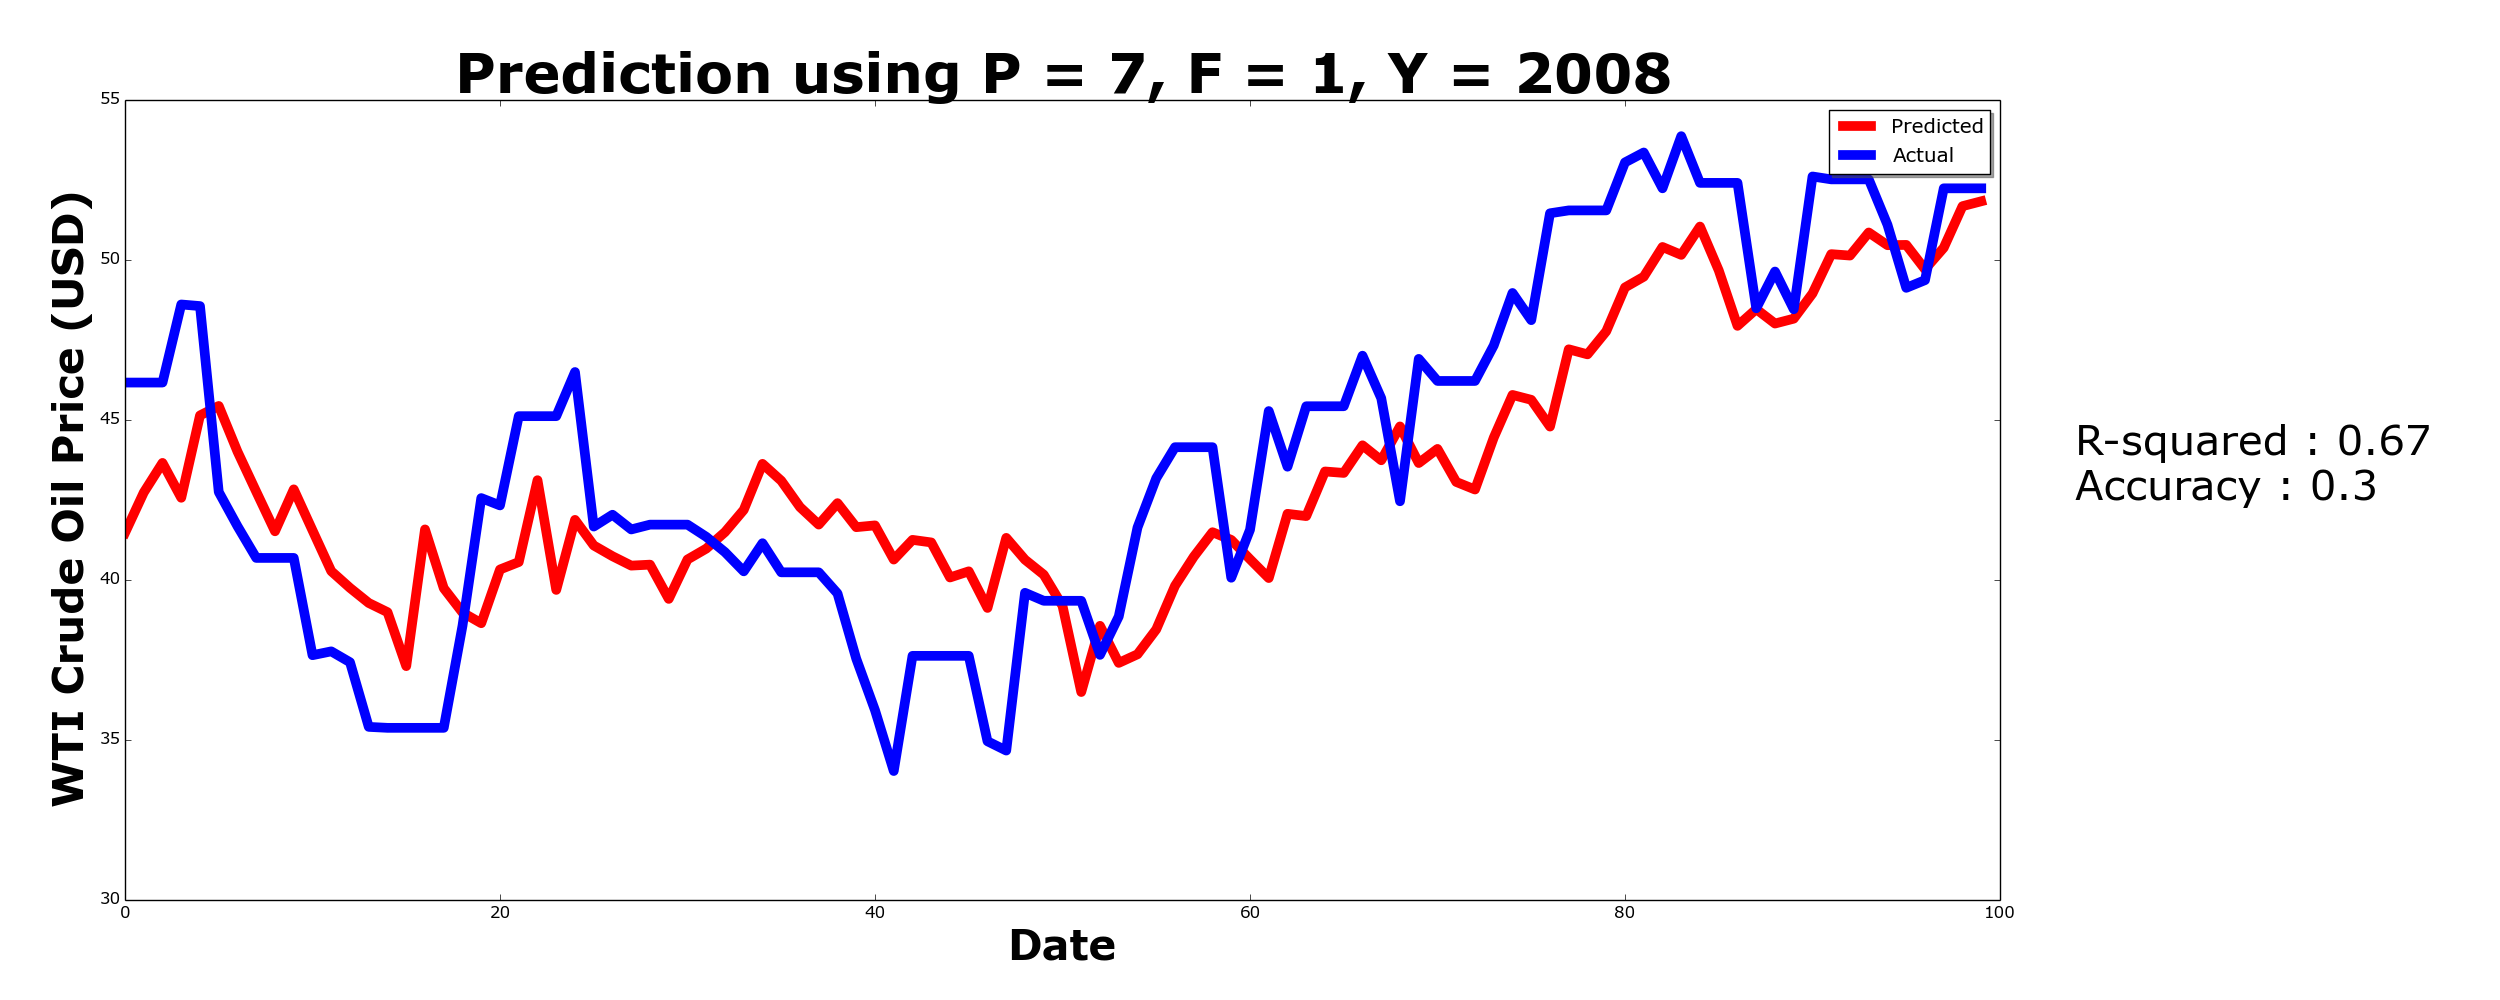 Prediction using P = 7, F = 1, Y = 2008
WTI Crude Oil Price (USD)
55
50
45
40
35
30
0 20 40 60 80 100
Date
Predicted
Actual
R-squared : 0.67
Accuracy : 0.3